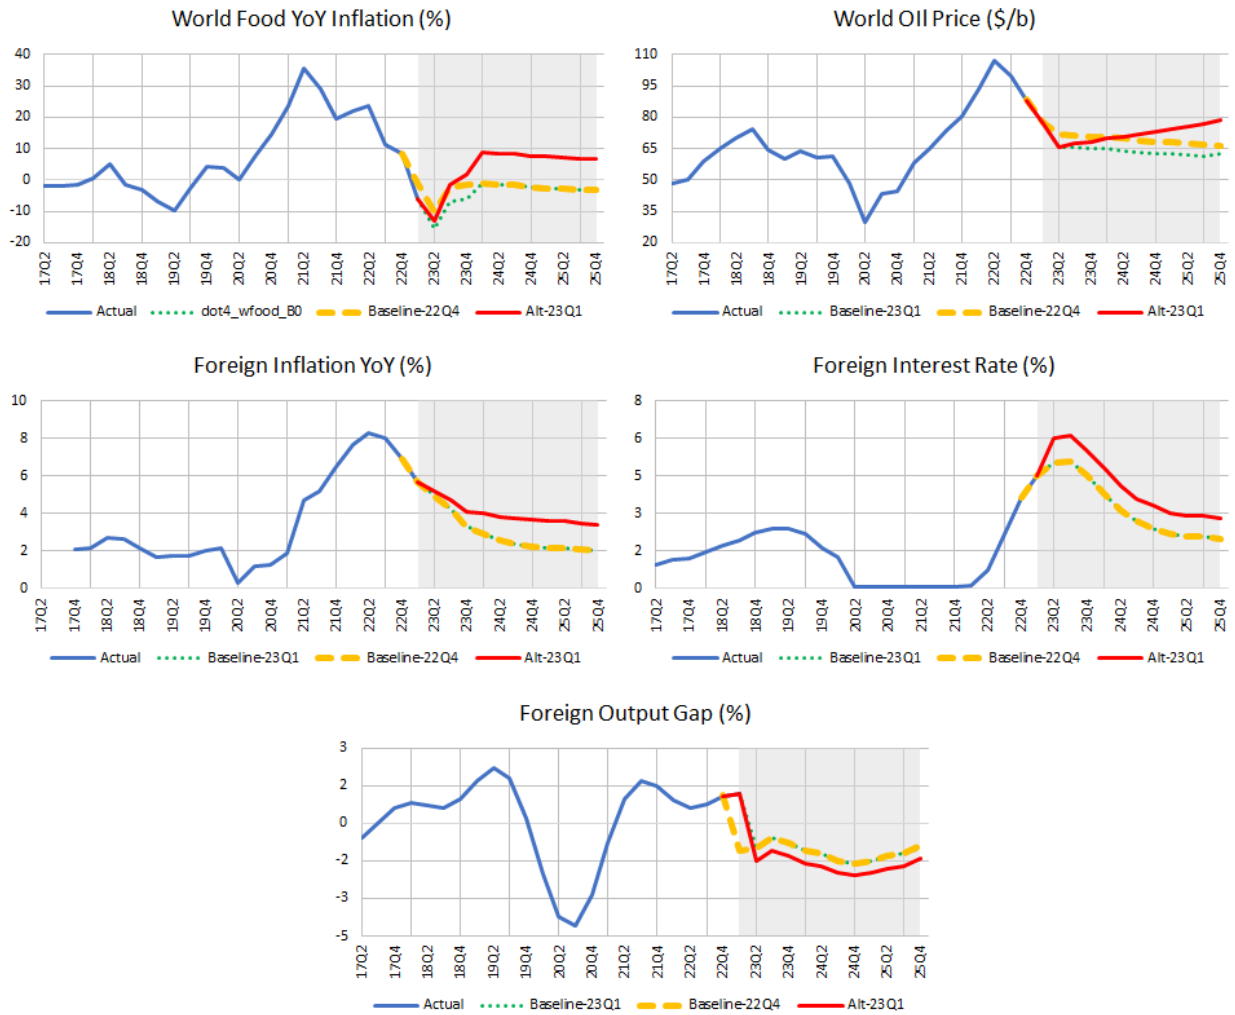 World Food YoY Inflation (%)
40
30
20
10
0
-10
-20
17Q2 17Q4 18Q2 18Q4 19Q2 19Q4 20Q2 20Q4 21Q2 21Q4 22Q2 22Q4 23Q2 23Q4 24Q2 24Q4 25Q2 25Q4
Actual dot4_wfood_B0 Baseline-22Q4 Alt-23Q1
World OIl Price ($/b)
110
95
80
65
50
35
20
17Q2 17Q4 18Q2 18Q4 19Q2 19Q4 20Q2 20Q4 21Q2 21Q4 22Q2 22Q4 23Q2 23Q4 24Q2 24Q4 25Q2 25Q4
Actual Baseline-23Q1 Baseline-22Q4 Alt-23Q1
Foreign Inflation YoY (%)
10
8
6
4
2
0
17Q2 17Q4 18Q2 18Q4 19Q2 19Q4 20Q2 20Q4 21Q2 21Q4 22Q2 22Q4 23Q2 23Q4 24Q2 24Q4 25Q2 25Q4
Actual Baseline-23Q1 Baseline-22Q4 Alt-23Q1
Foreign Interest Rate (%)
8
6
5
3
2
0
17Q2 17Q4 18Q2 18Q4 19Q2 19Q4 20Q2 20Q4 21Q2 21Q4 22Q2 22Q4 23Q2 23Q4 24Q2 24Q4 25Q2 25Q4
Actual Baseline-23Q1 Baseline-22Q4 Alt-23Q1
Foreign Output Gap (%)
3
2
0
-2
-3
-5
17Q2 17Q4 18Q2 18Q4 19Q2 19Q4 20Q2 20Q4 21Q2 21Q4 22Q2 22Q4 23Q2 23Q4 24Q2 24Q4 25Q2 25Q4
Actual Baseline-23Q1 Baseline-22Q4 Alt-23Q1